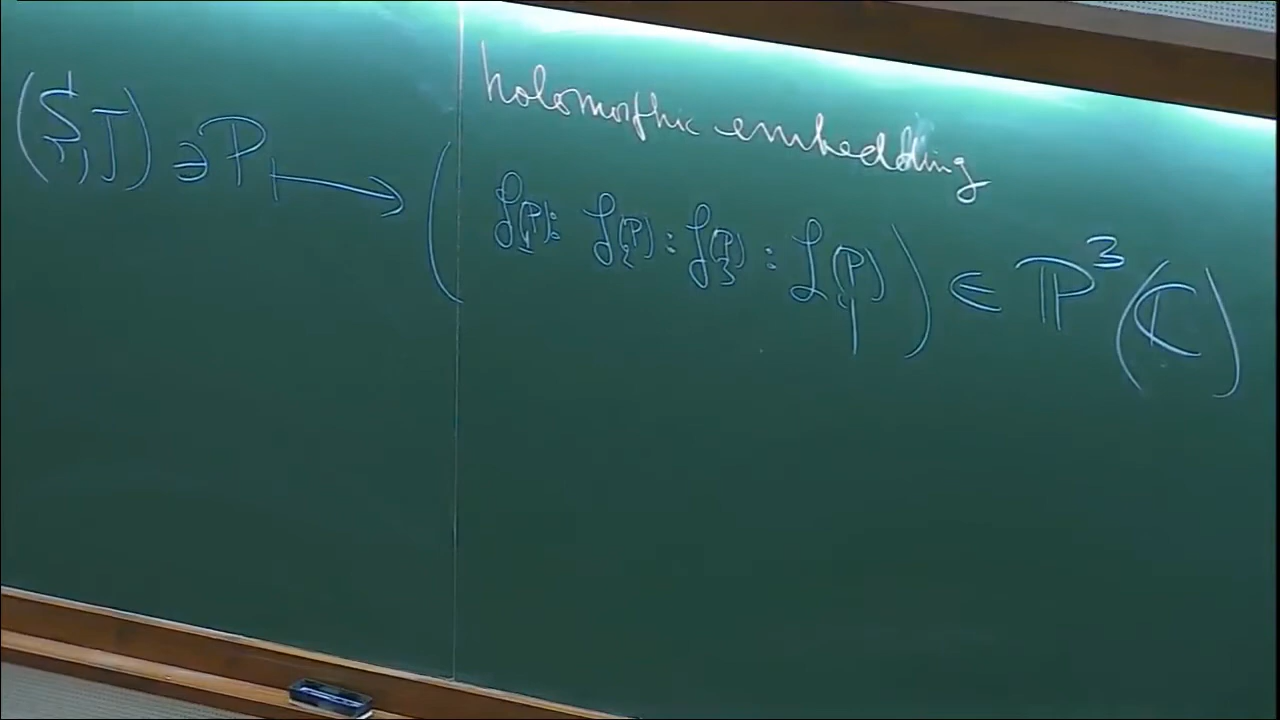 holomorphic embedding
(S, J) ∋ P ↦ (f₁(P) : f₂(P) : f₃(P) : f₄(P)) ∈ ℙ³(ℂ)